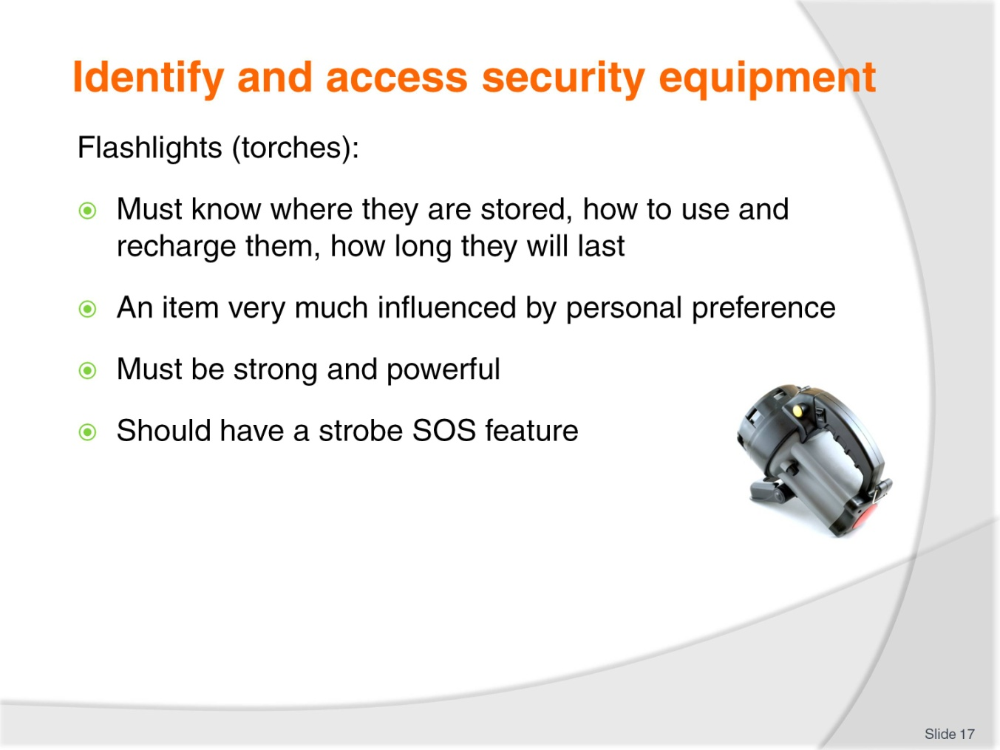 Identify and access security equipment
Flashlights (torches):
Must know where they are stored, how to use and
recharge them, how long they will last
An item very much influenced by personal preference
Must be strong and powerful
Should have a strobe SOS feature
Slide 17